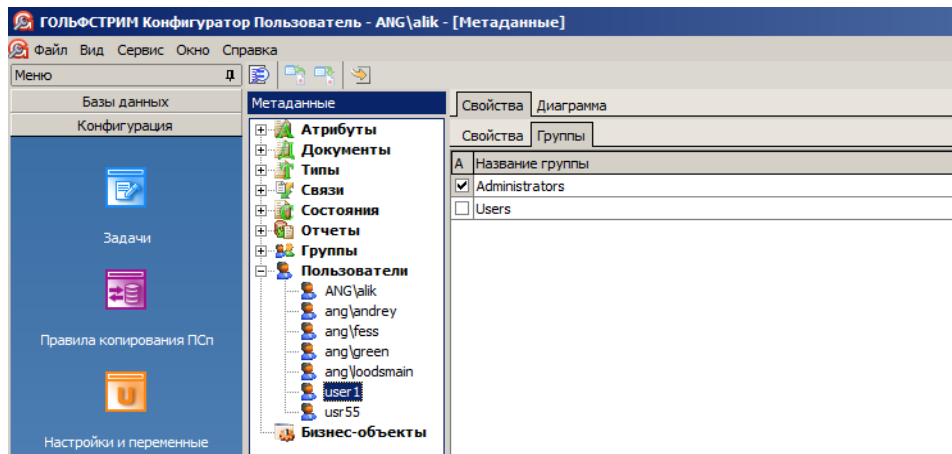 ГОЛЬФСТРИМ Конфигуратор Пользователь - ANG\alik - [Метаданные]
Файл Вид Сервис Окно Справка
Меню
Базы данных
Конфигурация
Задачи
Правила копирования ПСп
Настройки и переменные
Метаданные
Атрибуты
Документы
Типы
Связи
Состояния
Отчеты
Группы
Пользователи
ANG\alik
ang\andrey
ang\fess
ang\green
ang\loodsmain
user1
usr55
Бизнес-объекты
Свойства Диаграмма
Свойства Группы
А Название группы
Administrators
Users